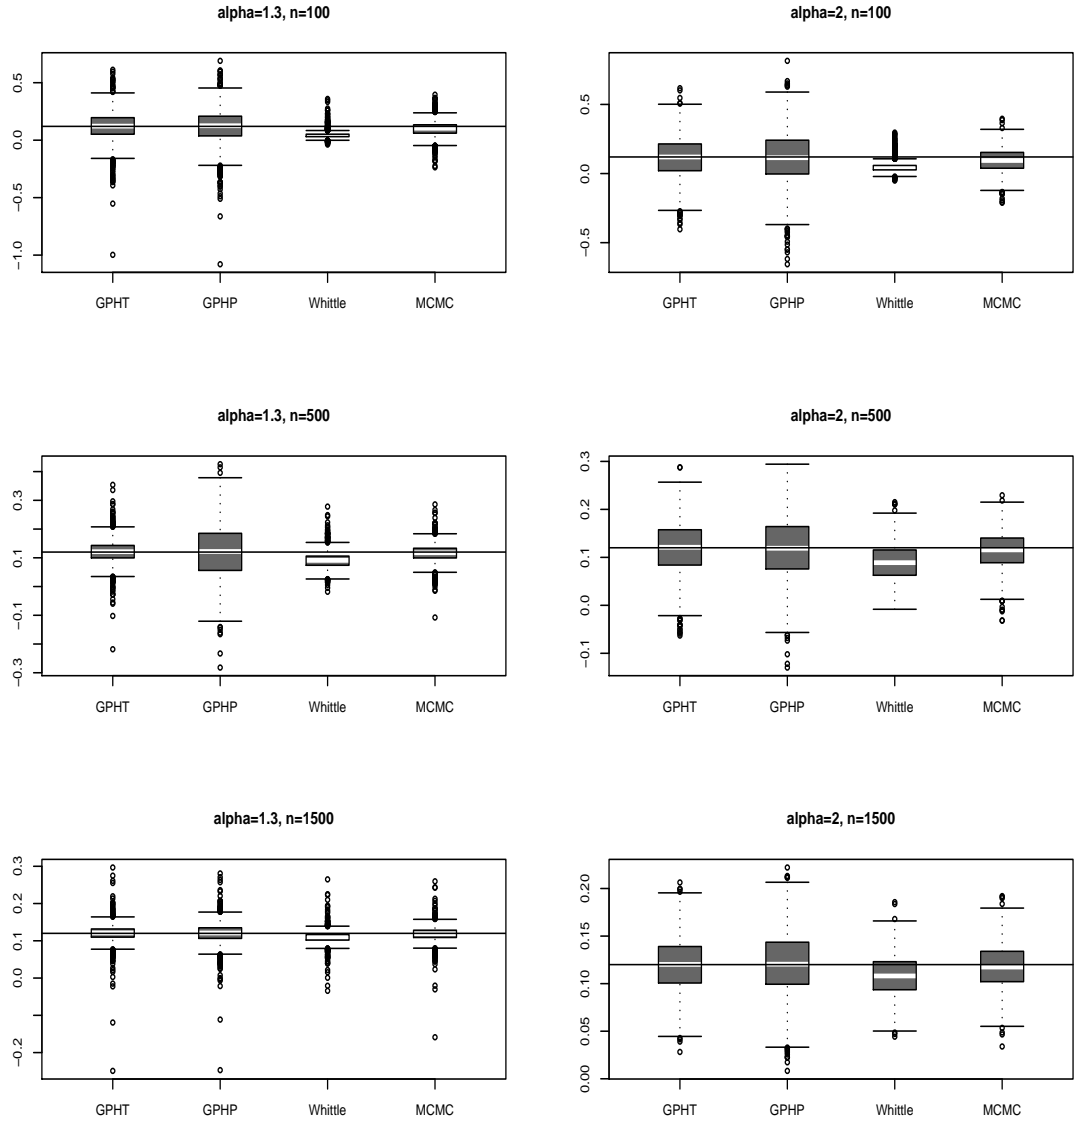 alpha=1.3, n=100
0.5
0.0
−0.5
−1.0
GPHT GPHP Whittle MCMC
alpha=2, n=100
0.5
0.0
−0.5
GPHT GPHP Whittle MCMC
alpha=1.3, n=500
0.3
0.1
−0.1
−0.3
GPHT GPHP Whittle MCMC
alpha=2, n=500
0.3
0.2
0.1
0.0
−0.1
GPHT GPHP Whittle MCMC
alpha=1.3, n=1500
0.3
0.2
0.1
0.0
−0.2
GPHT GPHP Whittle MCMC
alpha=2, n=1500
0.20
0.15
0.10
0.05
0.00
GPHT GPHP Whittle MCMC